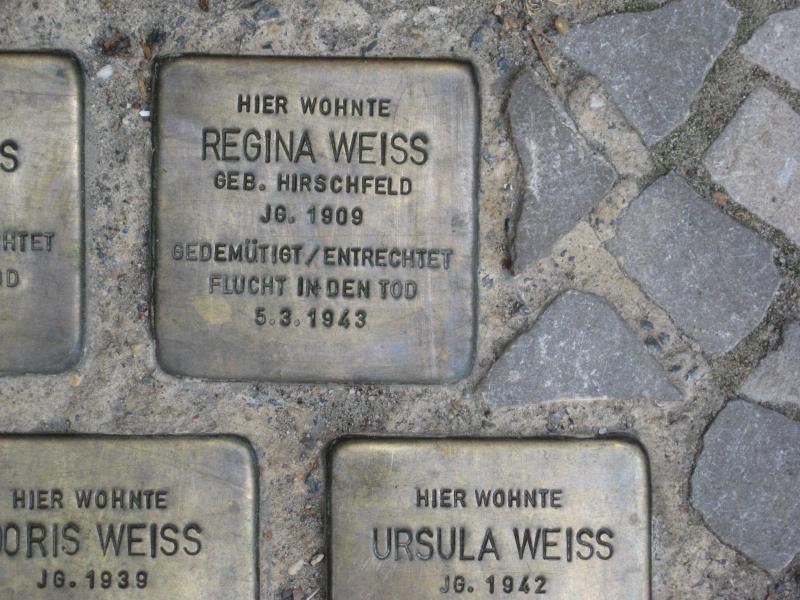 HIER WOHNTE
REGINA WEISS
GEB. HIRSCHFELD
JG. 1909
GEDEMÜTIGT/ENTRECHTET
FLUCHT IN DEN TOD
5.3.1943
HIER WOHNTE
DORIS WEISS
JG. 1939
HIER WOHNTE
URSULA WEISS
JG. 1942